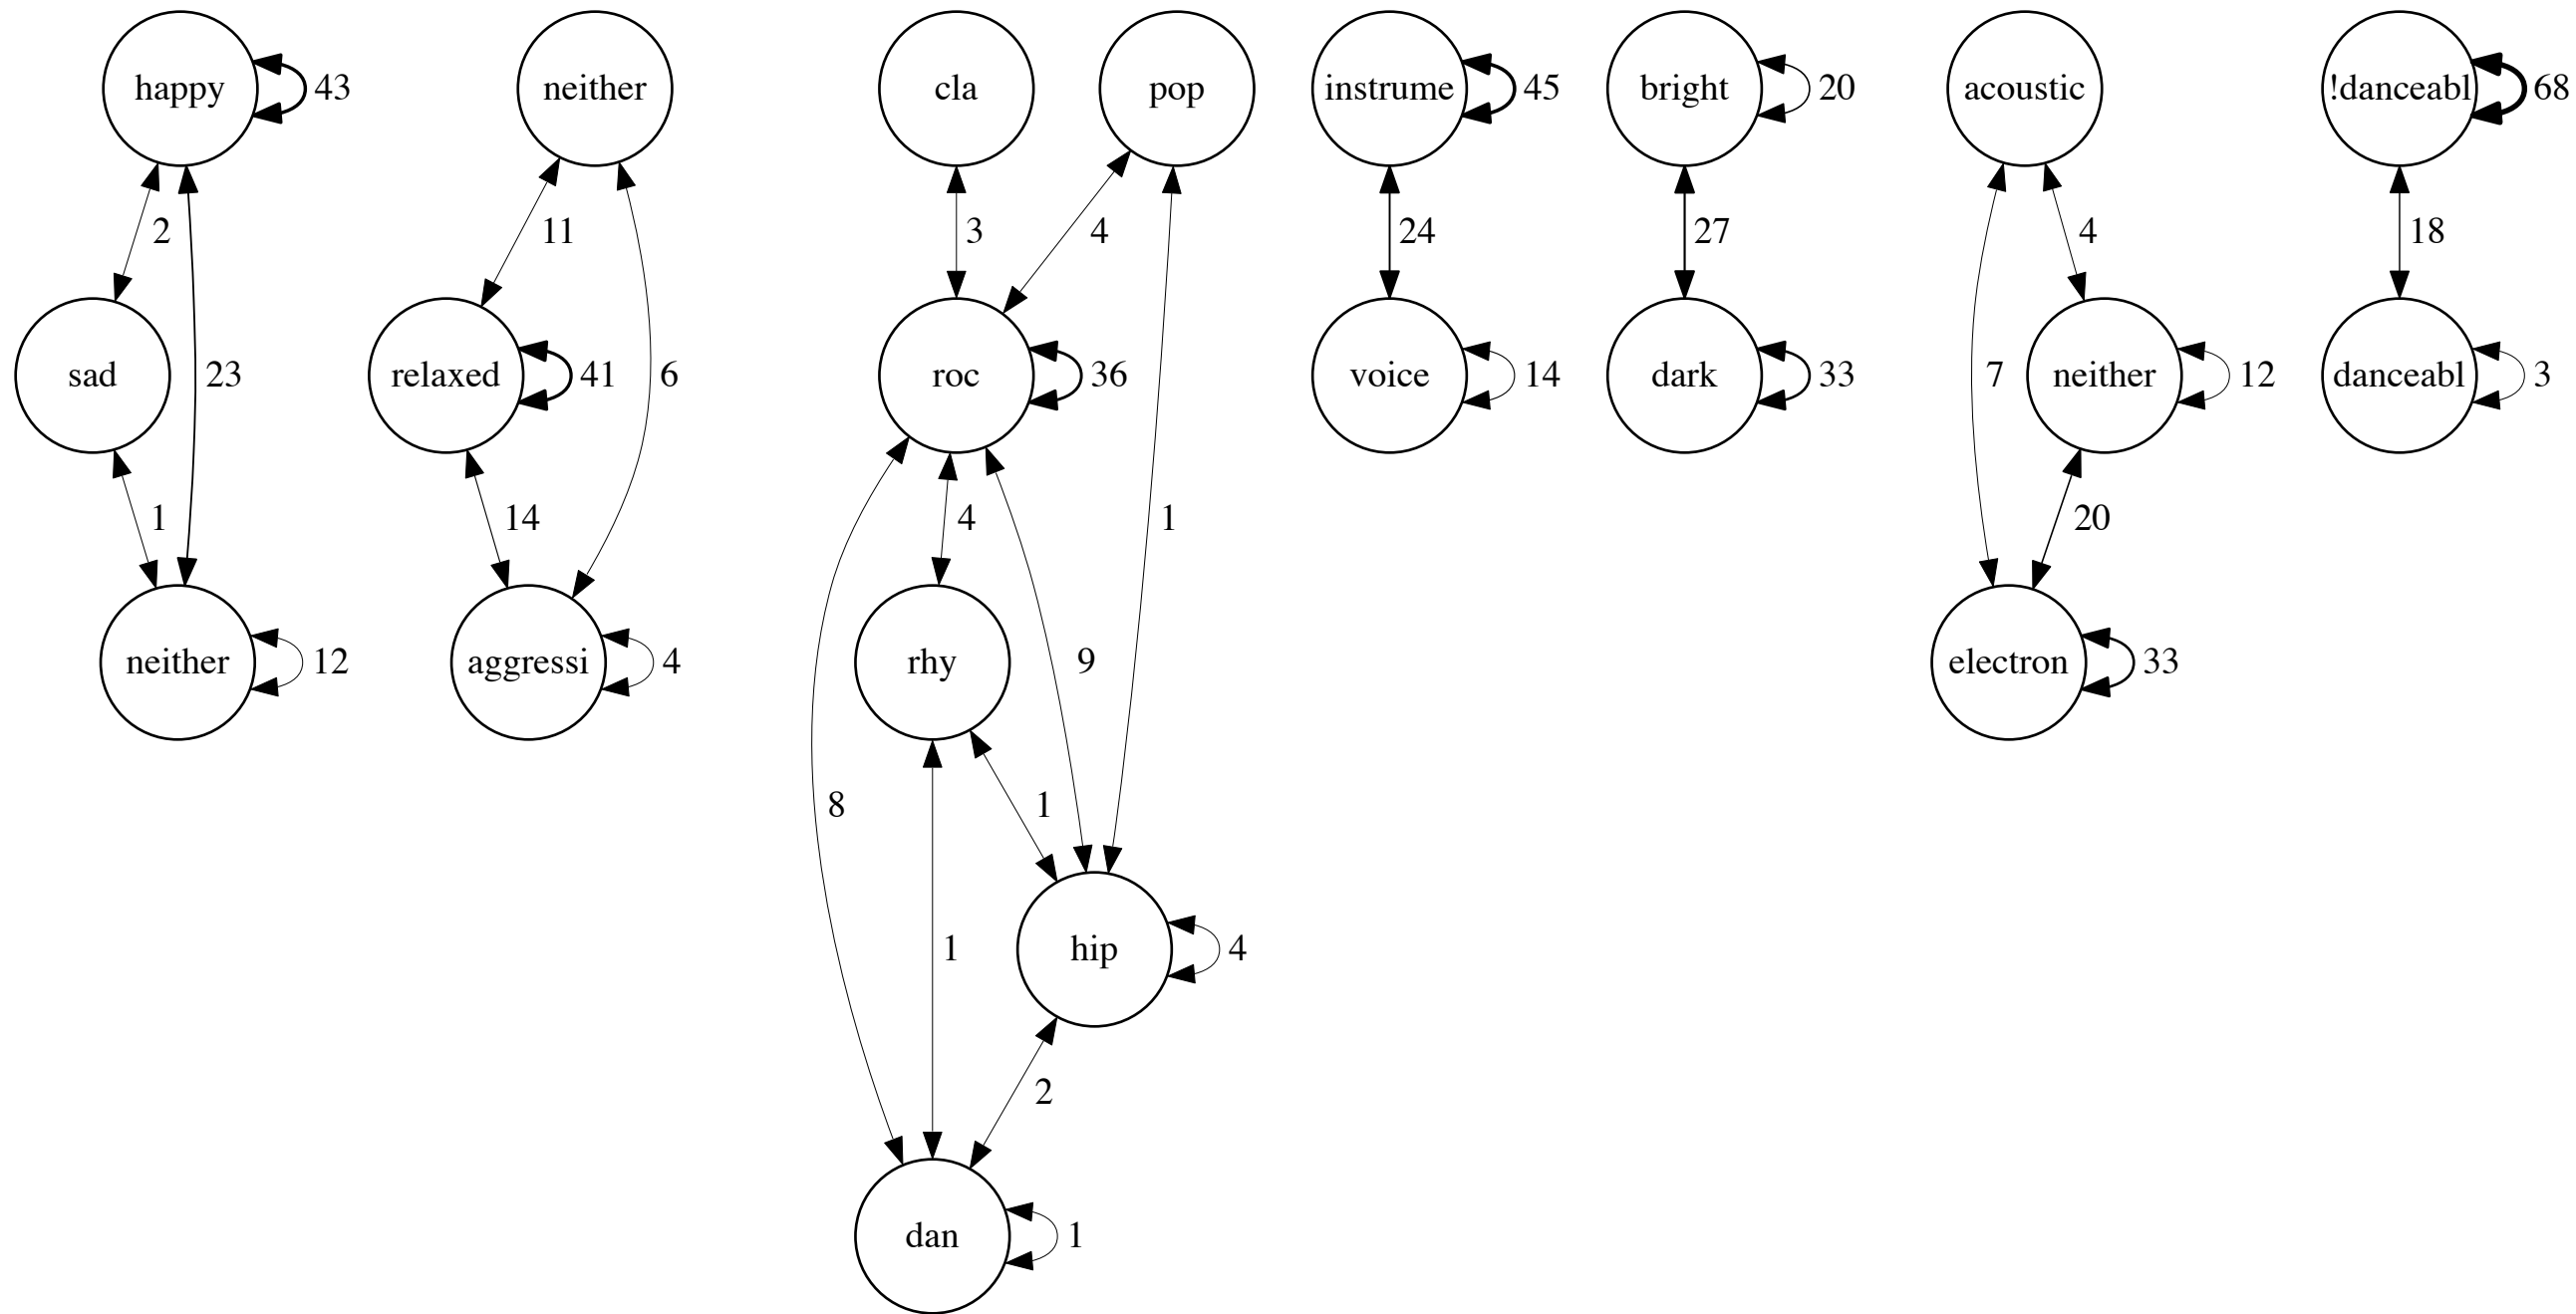 happy
43
neither
cla
pop
instrume
45
bright
20
acoustic
!danceabl
68
2
11
3
4
24
27
4
18
sad
23
relaxed
41
6
roc
36
voice
14
dark
33
7
neither
12
danceabl
3
1
14
4
1
20
neither
12
aggressi
4
rhy
9
electron
33
8
1
1
hip
4
2
dan
1